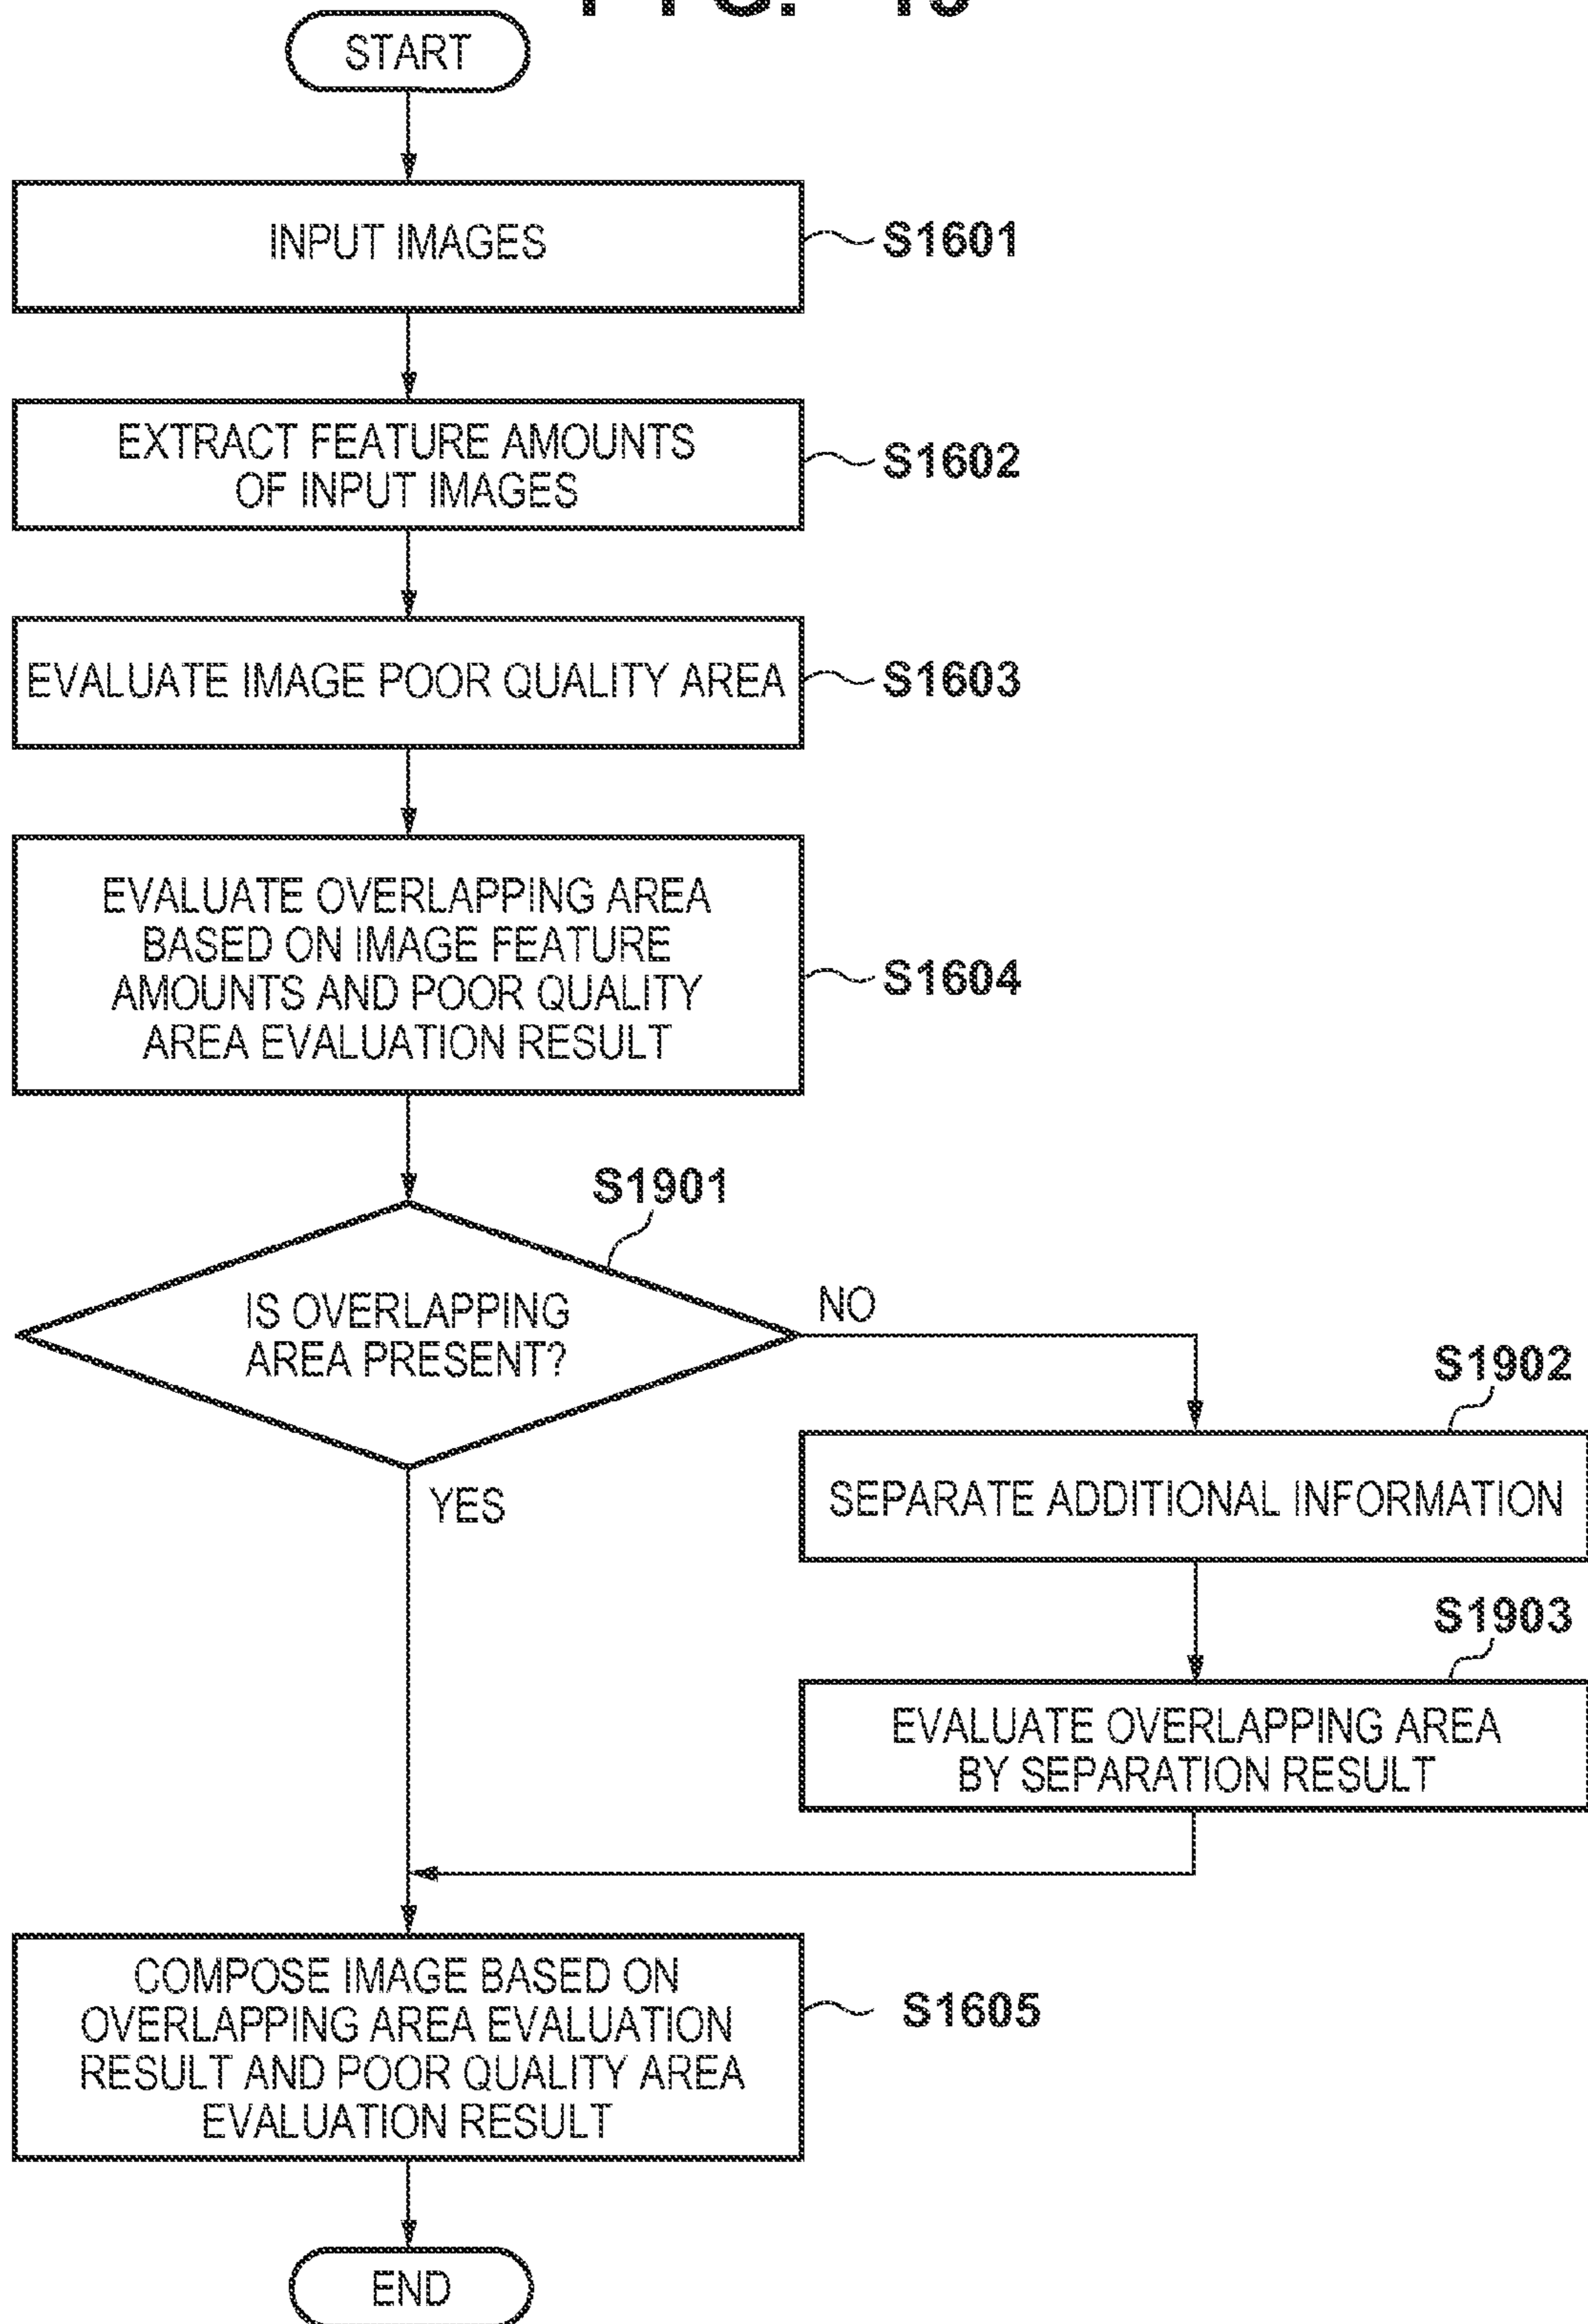 START
INPUT IMAGES
S1601
EXTRACT FEATURE AMOUNTS
OF INPUT IMAGES
S1602
EVALUATE IMAGE POOR QUALITY AREA
S1603
EVALUATE OVERLAPPING AREA
BASED ON IMAGE FEATURE
AMOUNTS AND POOR QUALITY
AREA EVALUATION RESULT
S1604
S1901
IS OVERLAPPING
AREA PRESENT?
NO
YES
S1902
SEPARATE ADDITIONAL INFORMATION
S1903
EVALUATE OVERLAPPING AREA
BY SEPARATION RESULT
COMPOSE IMAGE BASED ON
OVERLAPPING AREA EVALUATION
RESULT AND POOR QUALITY AREA
EVALUATION RESULT
S1605
END